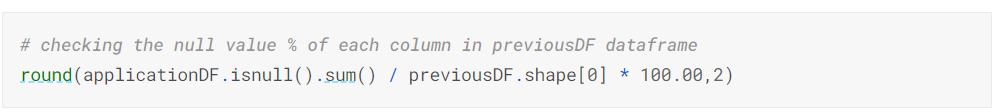 # checking the null value % of each column in previousDF dataframe
round(applicationDF.isnull().sum() / previousDF.shape[0] * 100.00,2)